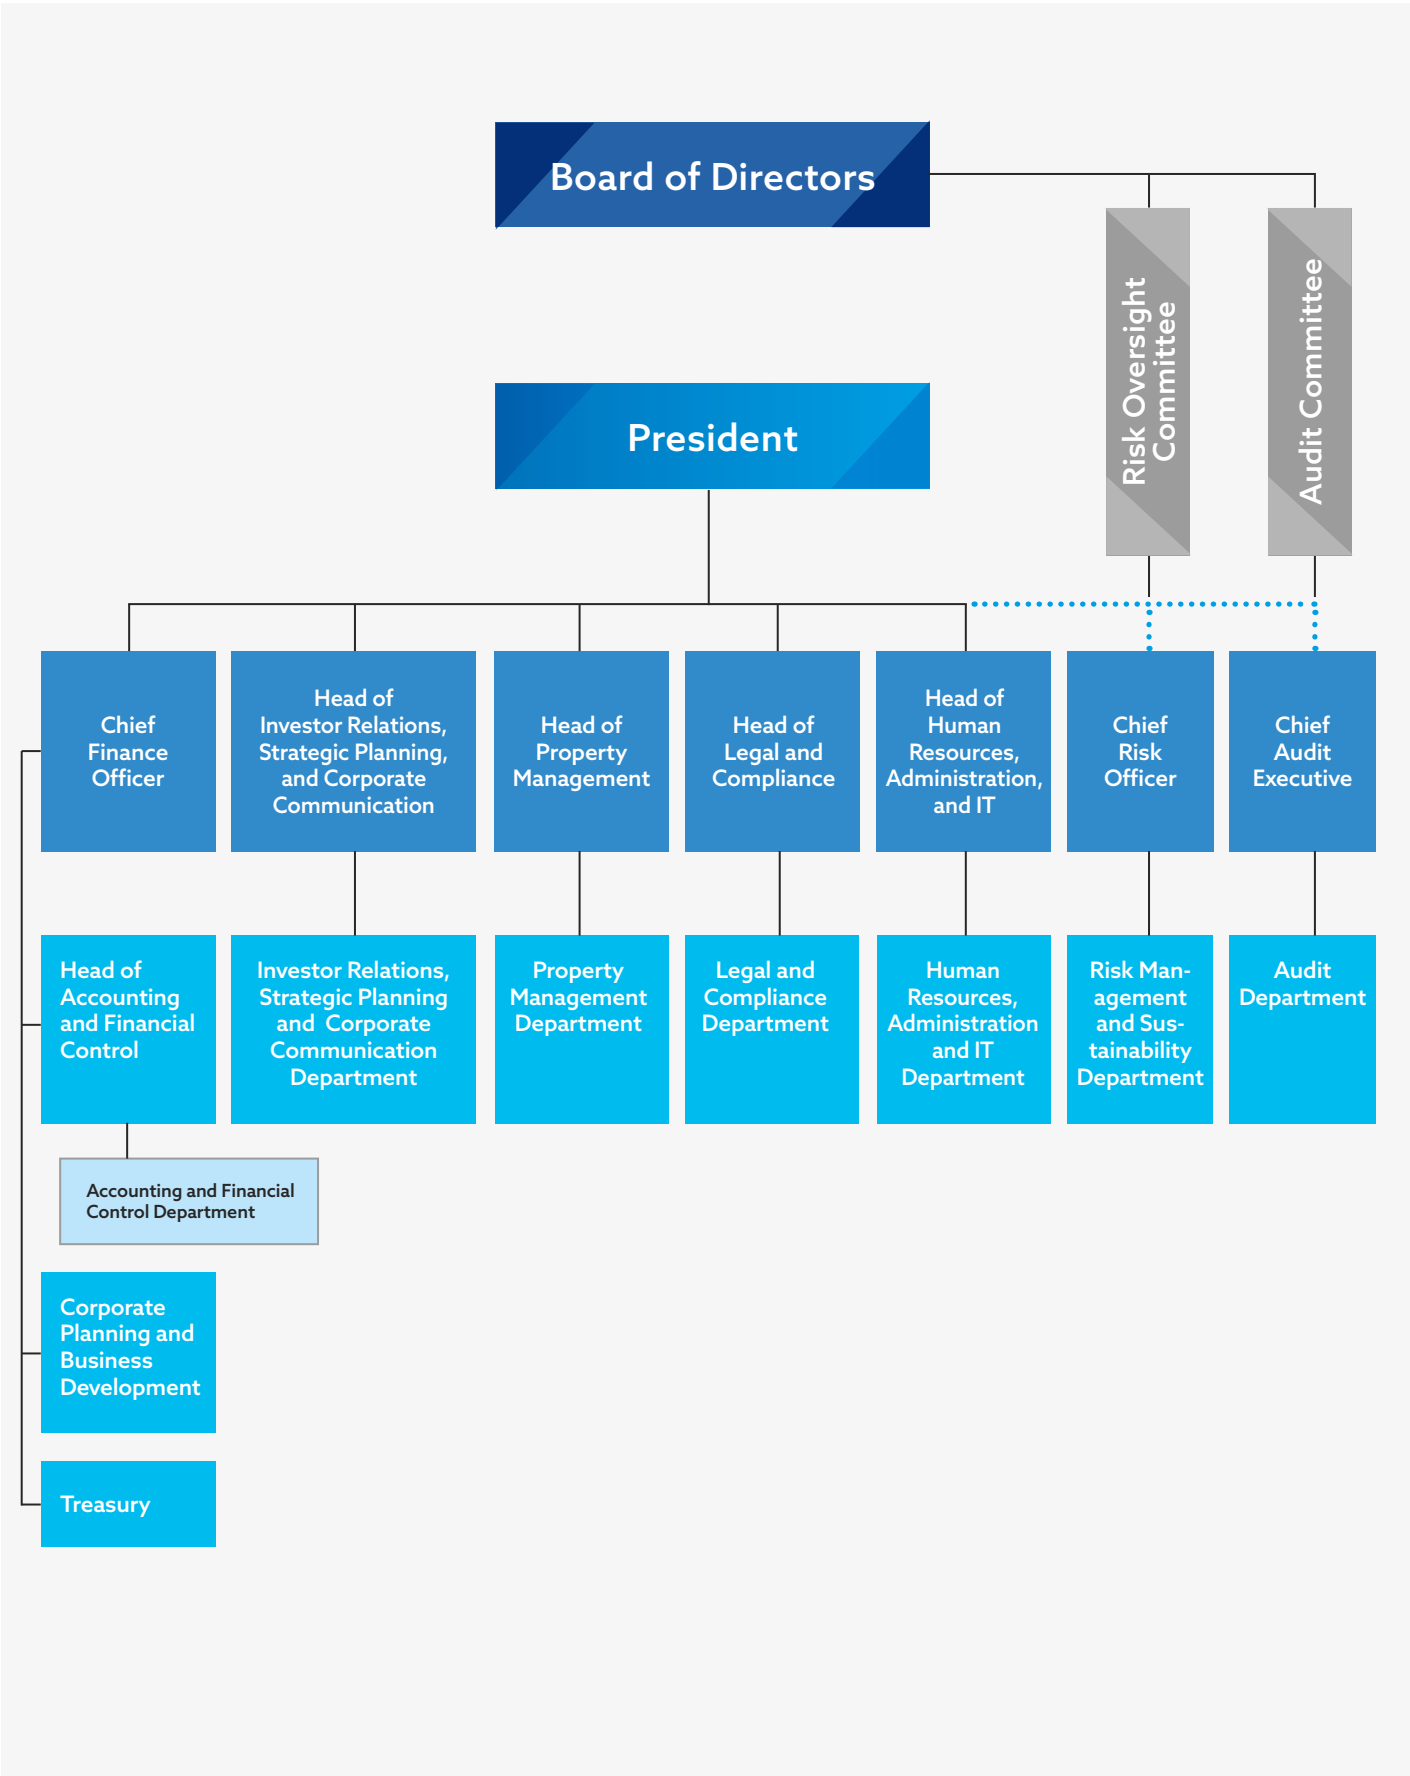 Board of Directors
Risk Oversight
Committee
Audit Committee
President
Chief
Finance
Officer
Head of
Investor Relations,
Strategic Planning,
and Corporate
Communication
Head of
Property
Management
Head of
Legal and
Compliance
Head of
Human
Resources,
Administration,
and IT
Chief
Risk
Officer
Chief
Audit
Executive
Head of
Accounting
and Financial
Control
Investor Relations,
Strategic Planning
and Corporate
Communication
Department
Property
Management
Department
Legal and
Compliance
Department
Human
Resources,
Administration
and IT
Department
Risk Man-
agement
and Sus-
tainability
Department
Audit
Department
Accounting and Financial
Control Department
Corporate
Planning and
Business
Development
Treasury